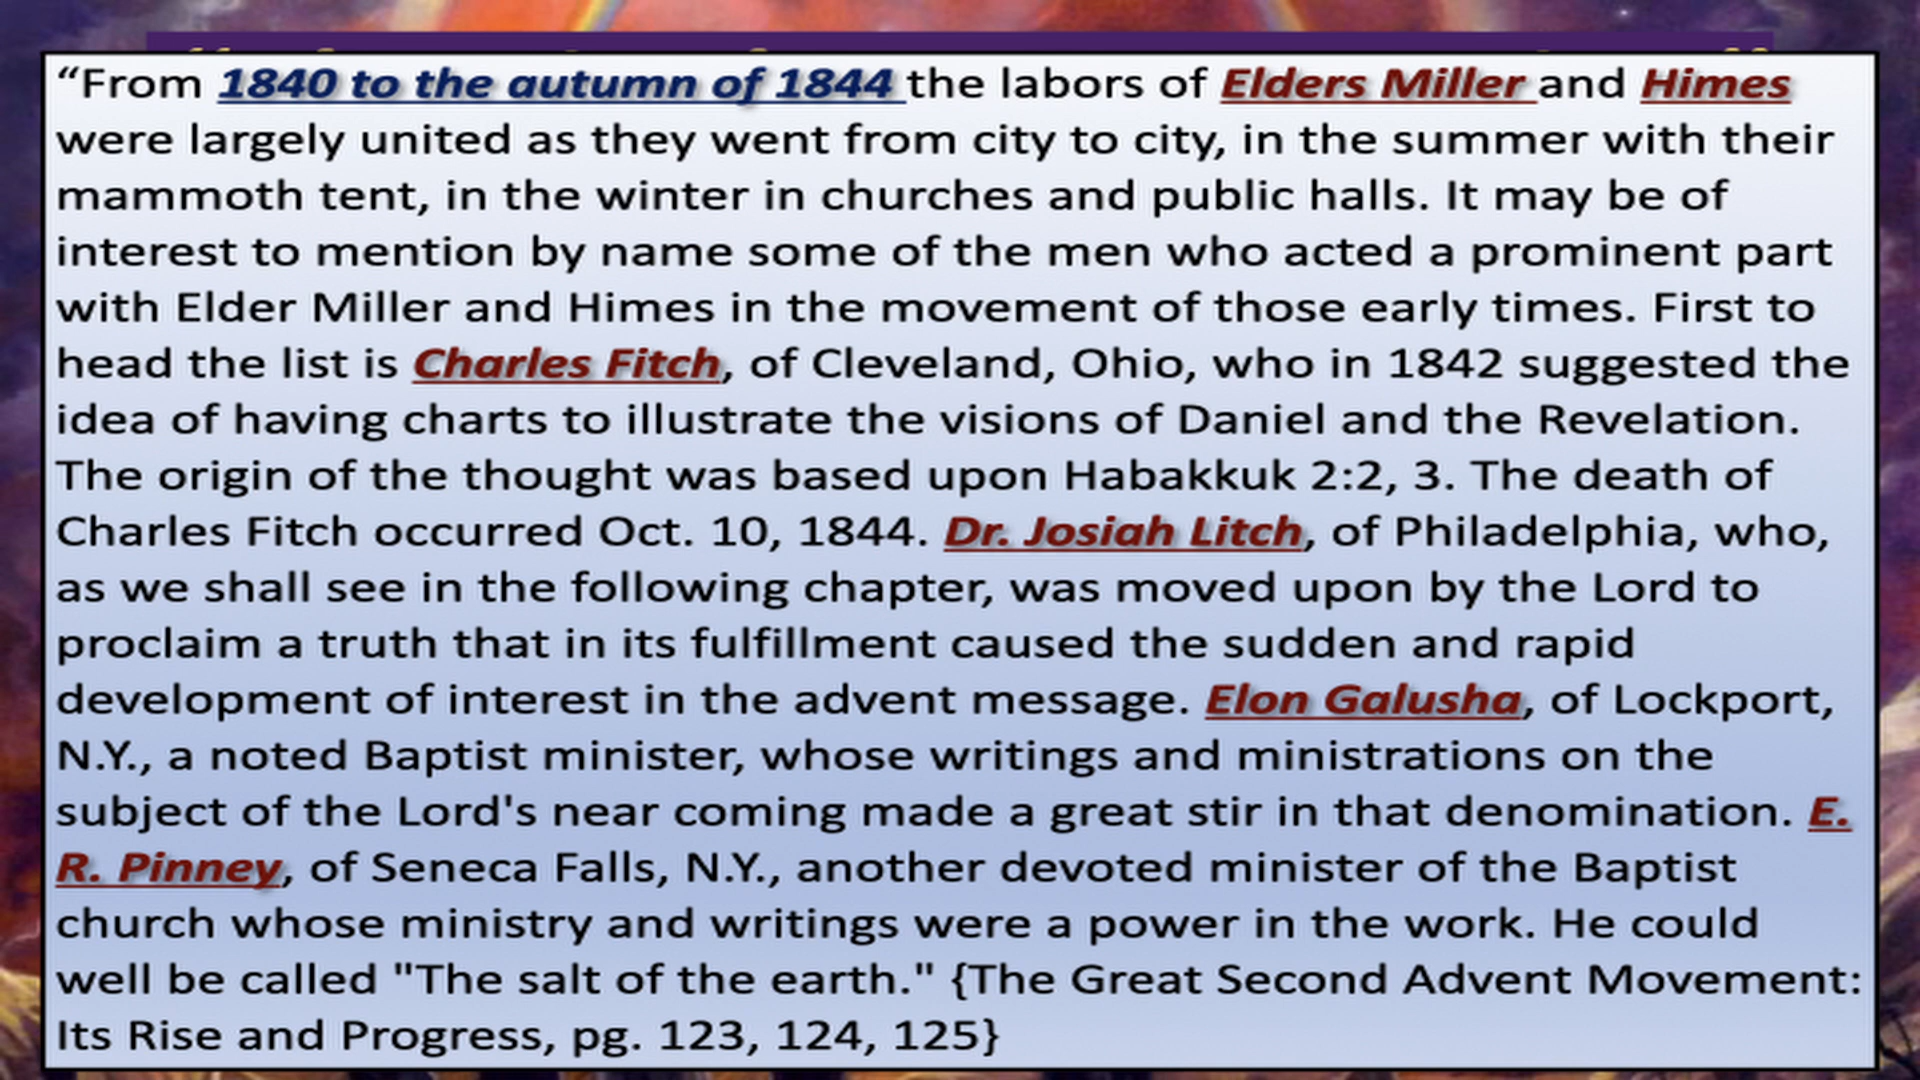 “From 1840 to the autumn of 1844 the labors of Elders Miller and Himes
were largely united as they went from city to city, in the summer with their
mammoth tent, in the winter in churches and public halls. It may be of
interest to mention by name some of the men who acted a prominent part
with Elder Miller and Himes in the movement of those early times. First to
head the list is Charles Fitch, of Cleveland, Ohio, who in 1842 suggested the
idea of having charts to illustrate the visions of Daniel and the Revelation.
The origin of the thought was based upon Habakkuk 2:2, 3. The death of
Charles Fitch occurred Oct. 10, 1844. Dr. Josiah Litch, of Philadelphia, who,
as we shall see in the following chapter, was moved upon by the Lord to
proclaim a truth that in its fulfillment caused the sudden and rapid
development of interest in the advent message. Elon Galusha, of Lockport,
N.Y., a noted Baptist minister, whose writings and ministrations on the
subject of the Lord's near coming made a great stir in that denomination. E.
R. Pinney, of Seneca Falls, N.Y., another devoted minister of the Baptist
church whose ministry and writings were a power in the work. He could
well be called "The salt of the earth." {The Great Second Advent Movement:
Its Rise and Progress, pg. 123, 124, 125}